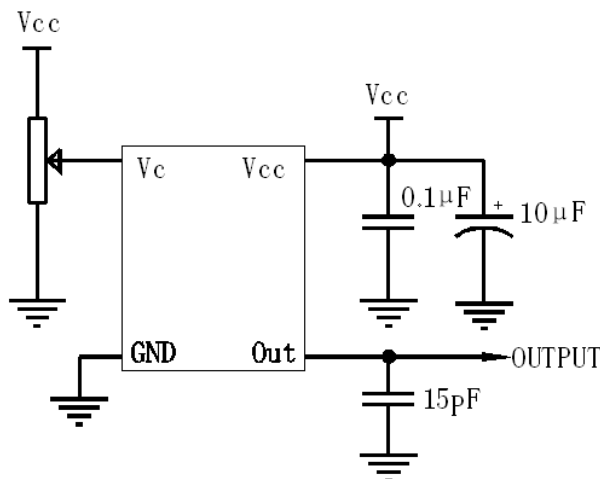 Vcc
Vcc
Vc
Vcc
0.1μF
+
10μF
GND
Out
OUTPUT
15pF